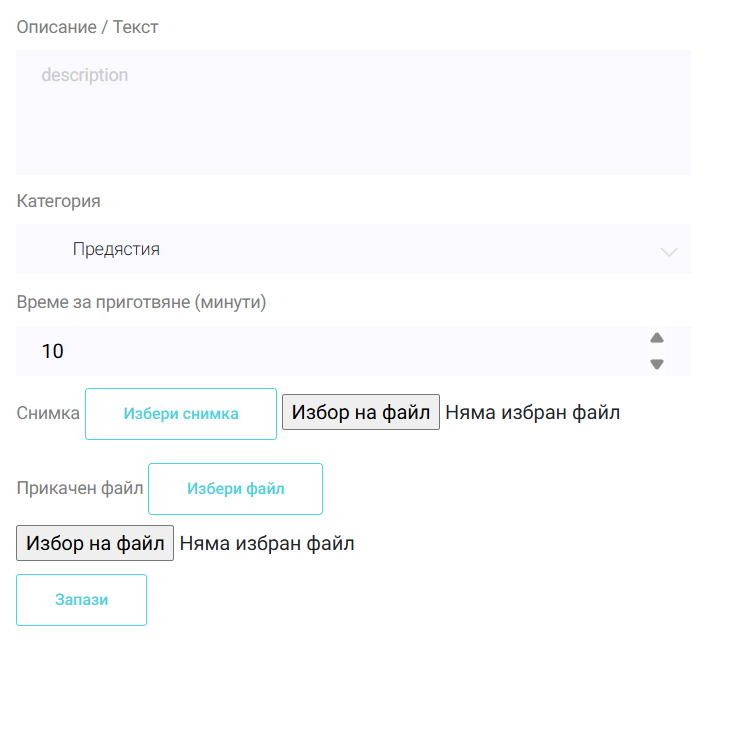 Описание / Текст
description
Категория
Предястия
Време за приготвяне (минути)
10
Снимка Избери снимка Избор на файл Няма избран файл
Прикачен файл Избери файл
Избор на файл Няма избран файл
Запази